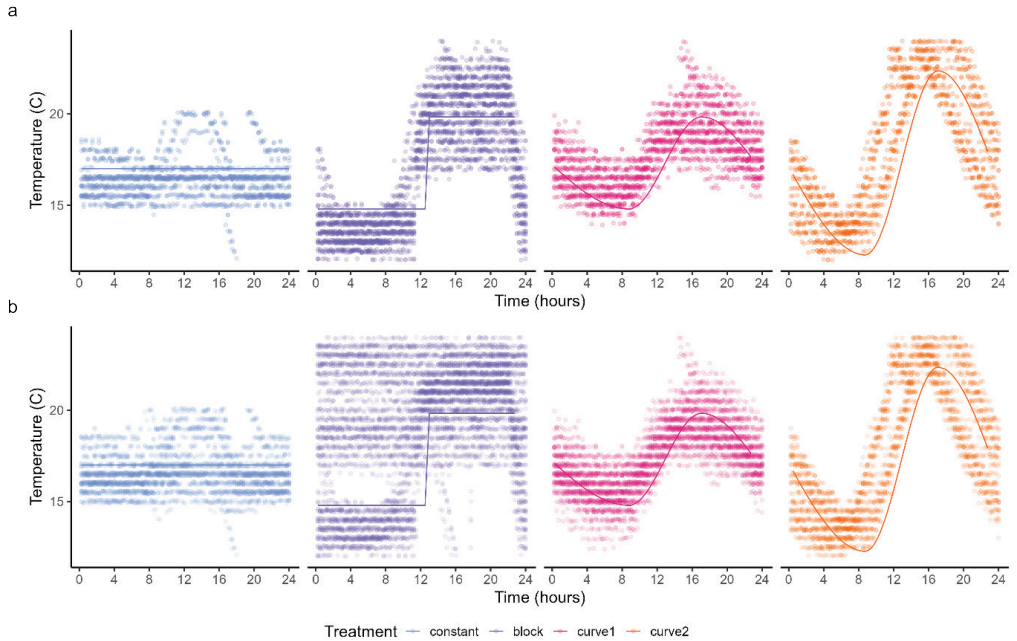 a
Temperature (C)
20
15
0 4 8 12 16 20 24 0 4 8 12 16 20 24 0 4 8 12 16 20 24 0 4 8 12 16 20 24
Time (hours)
b
Temperature (C)
20
15
0 4 8 12 16 20 24 0 4 8 12 16 20 24 0 4 8 12 16 20 24 0 4 8 12 16 20 24
Time (hours)
Treatment constant block curve1 curve2